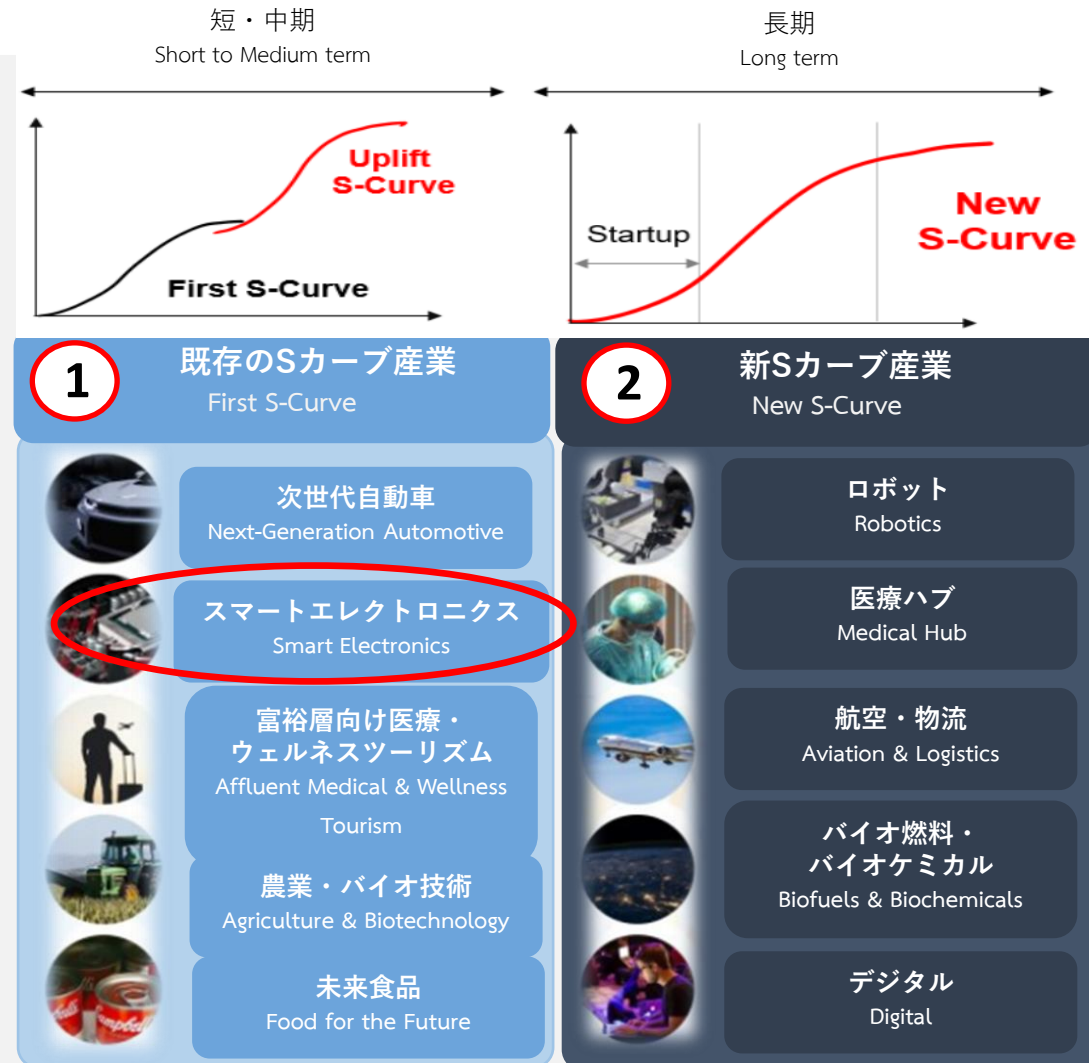 短・中期
Short to Medium term
長期
Long term
Uplift
S-Curve
First S-Curve
Startup
New
S-Curve
1
既存のSカーブ産業
First S-Curve
次世代自動車
Next-Generation Automotive
スマートエレクトロニクス
Smart Electronics
富裕層向け医療・
ウェルネスツーリズム
Affluent Medical & Wellness
Tourism
農業・バイオ技術
Agriculture & Biotechnology
未来食品
Food for the Future
2
新Sカーブ産業
New S-Curve
ロボット
Robotics
医療ハブ
Medical Hub
航空・物流
Aviation & Logistics
バイオ燃料・
バイオケミカル
Biofuels & Biochemicals
デジタル
Digital